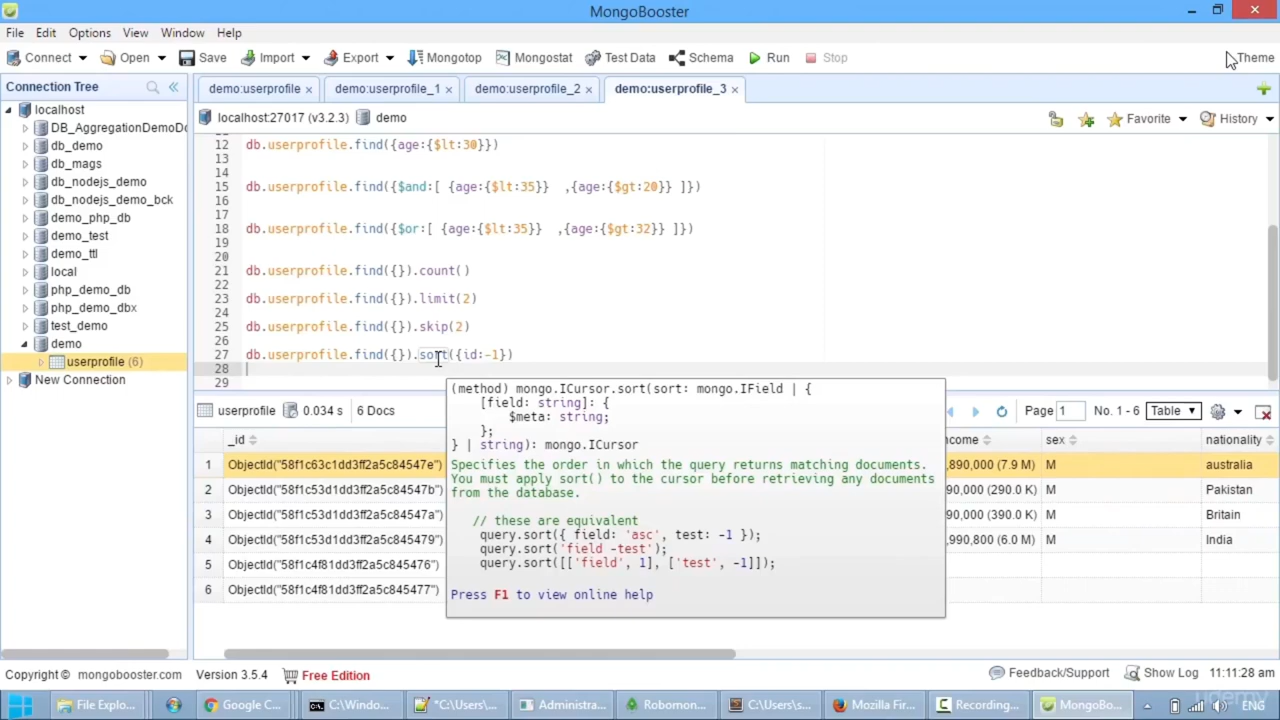 MongoBooster
File Edit Options View Window Help
Connect Open Save Import Export Mongotop Mongostat Test Data Schema Run Stop Theme
Connection Tree
demo:userprofile × demo:userprofile_1 × demo:userprofile_2 × demo:userprofile_3 ×
localhost:27017 (v3.2.3) demo Favorite History
localhost
DB_AggregationDemoDo
db_demo
db_mags
db_nodejs_demo
db_nodejs_demo_bck
demo_php_db
demo_test
demo_ttl
local
php_demo_db
php_demo_dbx
test_demo
demo
userprofile (6)
New Connection
12 db.userprofile.find({age:{$lt:30}})
13
14
15 db.userprofile.find({$and:[ {age:{$lt:35}} ,{age:{$gt:20}} ]})
16
17
18 db.userprofile.find({$or:[ {age:{$lt:35}} ,{age:{$gt:32}} ]})
19
20
21 db.userprofile.find({}).count()
22
23 db.userprofile.find({}).limit(2)
24
25 db.userprofile.find({}).skip(2)
26
27 db.userprofile.find({}).sort({id:-1})
28
29
(method) mongo.ICursor.sort(sort: mongo.IField | {
[field: string]: {
$meta: string;
};
} | string): mongo.ICursor
Specifies the order in which the query returns matching documents.
You must apply sort() to the cursor before retrieving any documents
from the database.
// these are equivalent
query.sort({ field: 'asc', test: -1 });
query.sort('field -test');
query.sort([['field', 1], ['test', -1]]);
Press F1 to view online help
userprofile 0.034 s 6 Docs Page 1 No. 1 - 6 Table
_id come sex nationality
1 ObjectId("58f1c63c1dd3ff2a5c84547e") ,890,000 (7.9 M) M australia
2 ObjectId("58f1c53d1dd3ff2a5c84547b") 90,000 (290.0 K) M Pakistan
3 ObjectId("58f1c53d1dd3ff2a5c84547a") 90,000 (390.0 K) M Britain
4 ObjectId("58f1c53d1dd3ff2a5c845479") ,990,800 (6.0 M) M India
5 ObjectId("58f1c4f81dd3ff2a5c845476")
6 ObjectId("58f1c4f81dd3ff2a5c845477")
Copyright © mongobooster.com Version 3.5.4 Free Edition Feedback/Support Show Log 11:11:28 am
File Explo... Google C... C:\Windo... *C:\Users\... Administra... Robomon... C:\Users\s... Mozilla Fir... Recording... MongoBo... ENG
udemy